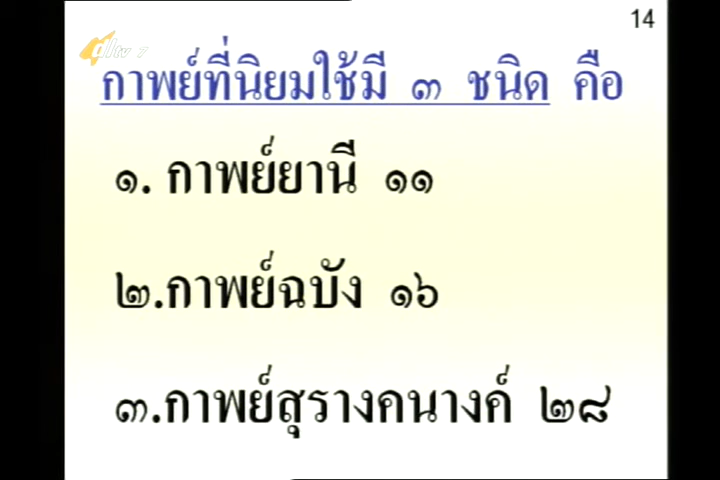 14
dltv 7
กาพย์ที่นิยมใช้มี ๓ ชนิด คือ
๑. กาพย์ยานี ๑๑
๒.กาพย์ฉบัง ๑๖
๓.กาพย์สุรางคนางค์ ๒๘